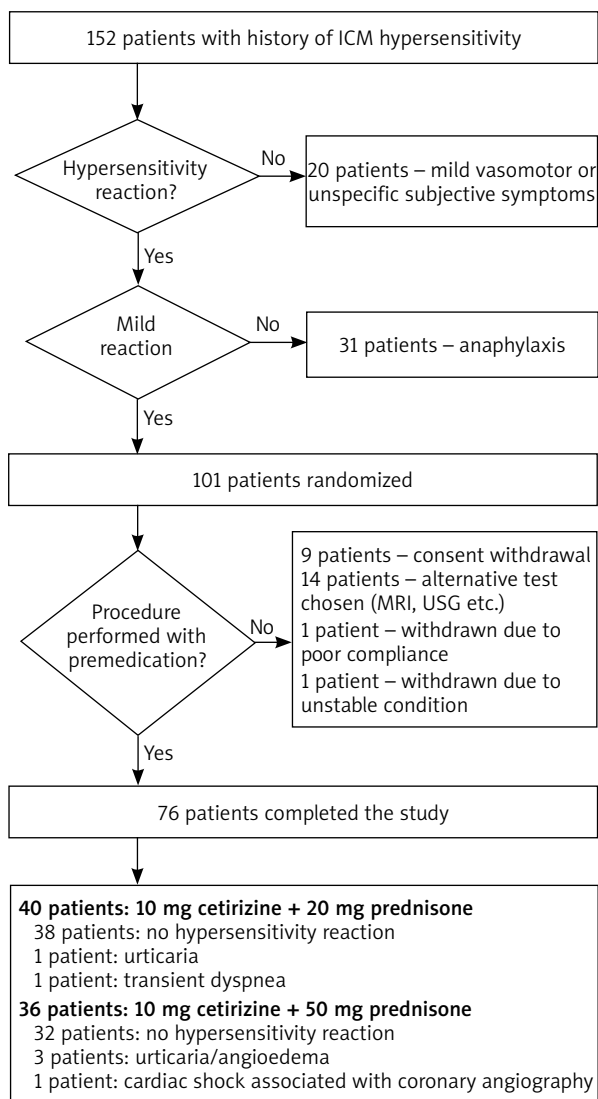 152 patients with history of ICM hypersensitivity
Hypersensitivity
reaction?
No
20 patients – mild vasomotor or
unspecific subjective symptoms
Yes
Mild
reaction
No
31 patients – anaphylaxis
Yes
101 patients randomized
Procedure
performed with
premedication?
No
9 patients – consent withdrawal
14 patients – alternative test
chosen (MRI, USG etc.)
1 patient – withdrawn due to
poor compliance
1 patient – withdrawn due to
unstable condition
Yes
76 patients completed the study
40 patients: 10 mg cetirizine + 20 mg prednisone
38 patients: no hypersensitivity reaction
1 patient: urticaria
1 patient: transient dyspnea
36 patients: 10 mg cetirizine + 50 mg prednisone
32 patients: no hypersensitivity reaction
3 patients: urticaria/angioedema
1 patient: cardiac shock associated with coronary angiography